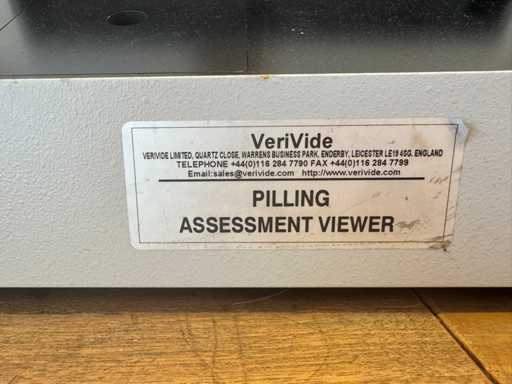 VeriVide
VERIVIDE LIMITED, QUARTZ CLOSE, WARRENS BUSINESS PARK, ENDERBY, LEICESTER LE19 4SG. ENGLAND
TELEPHONE +44(0)116 284 7790 FAX +44(0)116 284 7799
Email:sales@verivide.com http://www.verivide.com
PILLING
ASSESSMENT VIEWER